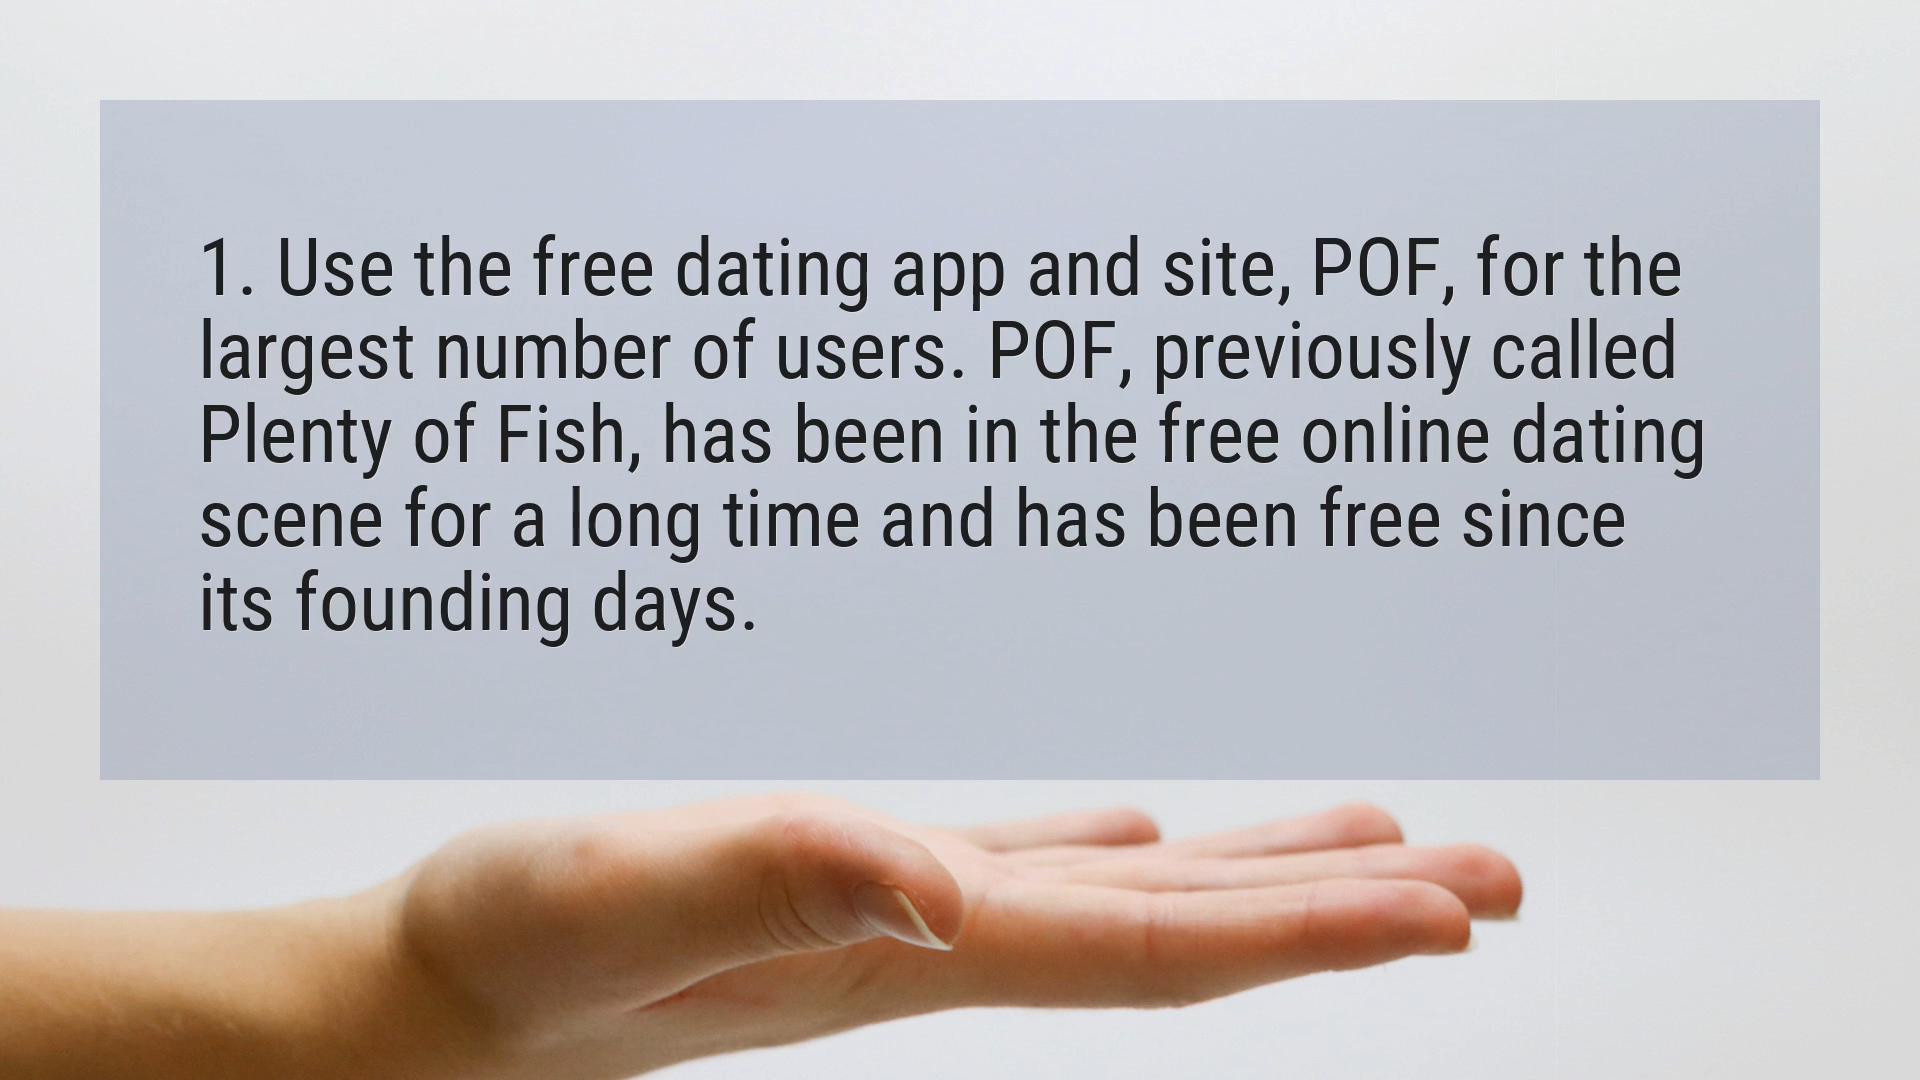 1. Use the free dating app and site, POF, for the
largest number of users. POF, previously called
Plenty of Fish, has been in the free online dating
scene for a long time and has been free since
its founding days.